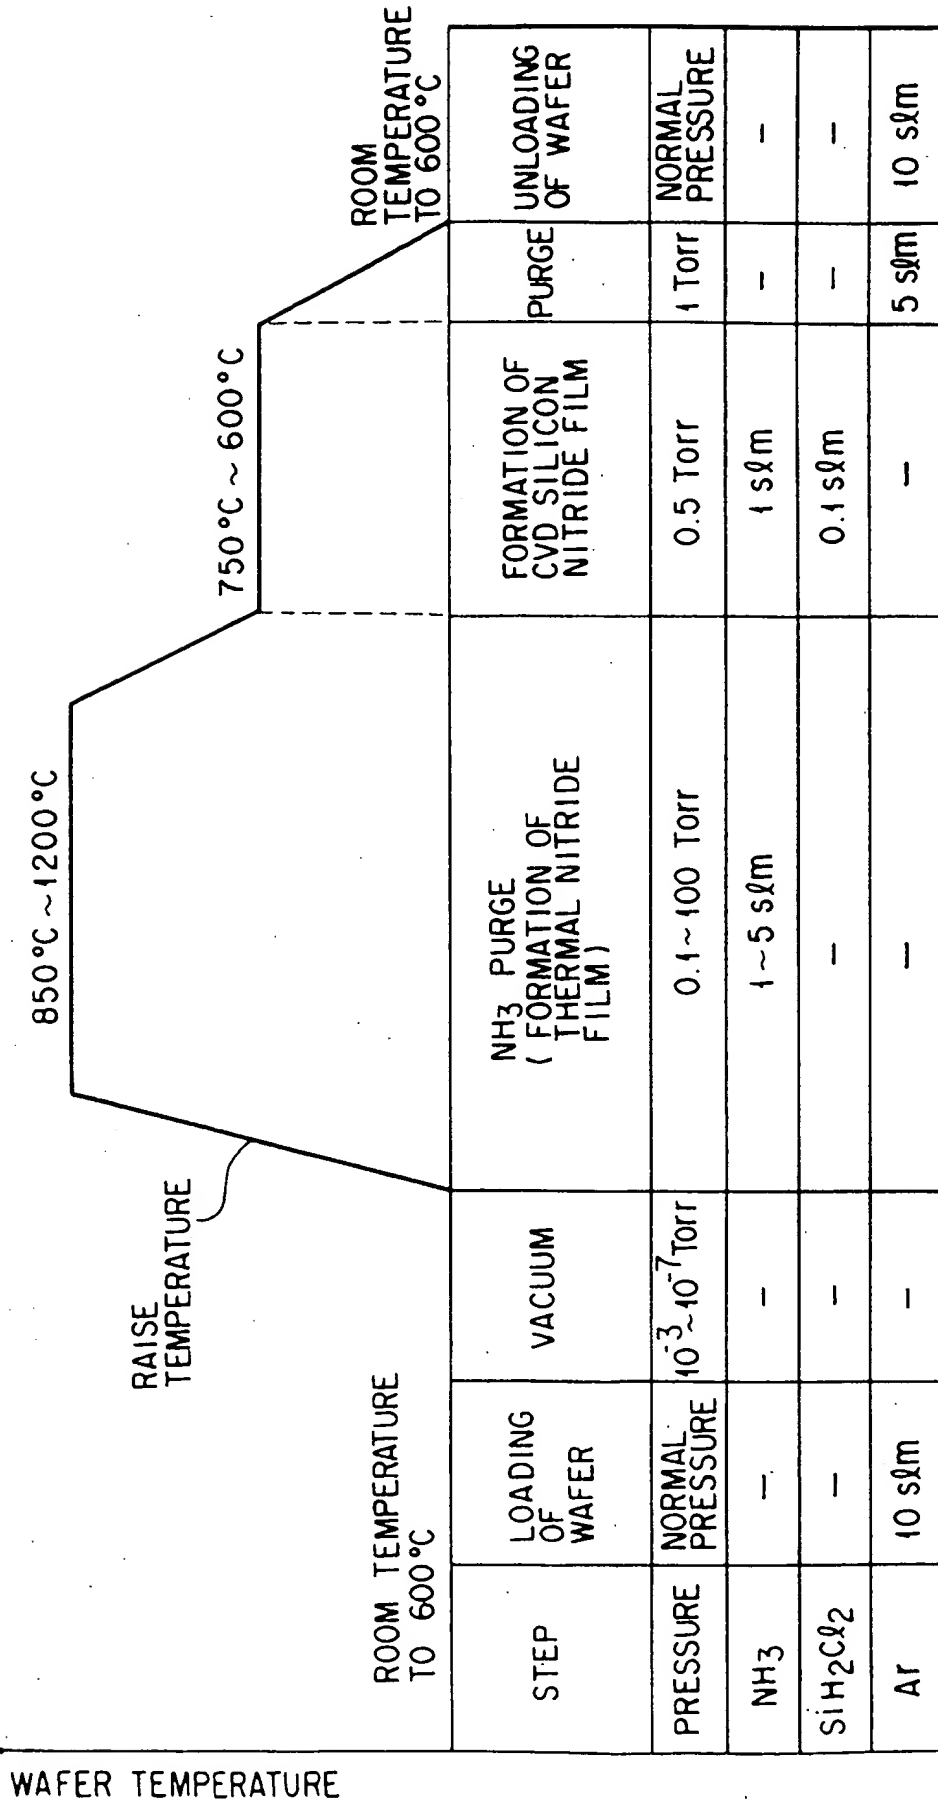 WAFER TEMPERATURE
ROOM TEMPERATURE
TO 600°C
RAISE
TEMPERATURE
850°C ~ 1200°C
750°C ~ 600°C
ROOM
TEMPERATURE
TO 600°C
STEP
LOADING
OF
WAFER
VACUUM
NH3 PURGE
( FORMATION OF
THERMAL NITRIDE
FILM )
FORMATION OF
CVD SILICON
NITRIDE FILM
PURGE
UNLOADING
OF WAFER
PRESSURE
NORMAL
PRESSURE
10⁻³~10⁻⁷Torr
0.1~ 100 Torr
0.5 Torr
1 Torr
NORMAL
PRESSURE
NH3
–
–
1 ~ 5 slm
1 slm
–
–
SiH2Cl2
–
–
–
0.1 slm
–
–
Ar
10 slm
–
–
–
5 slm
10 slm